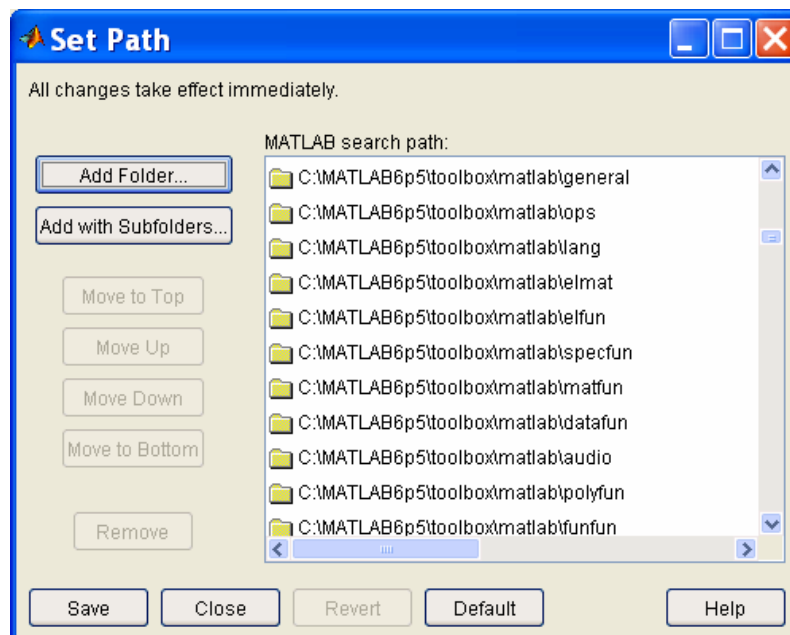 Set Path
All changes take effect immediately.
MATLAB search path:
Add Folder...
Add with Subfolders...
Move to Top
Move Up
Move Down
Move to Bottom
Remove
C:\MATLAB6p5\toolbox\matlab\general
C:\MATLAB6p5\toolbox\matlab\ops
C:\MATLAB6p5\toolbox\matlab\lang
C:\MATLAB6p5\toolbox\matlab\elmat
C:\MATLAB6p5\toolbox\matlab\elfun
C:\MATLAB6p5\toolbox\matlab\specfun
C:\MATLAB6p5\toolbox\matlab\matfun
C:\MATLAB6p5\toolbox\matlab\datafun
C:\MATLAB6p5\toolbox\matlab\audio
C:\MATLAB6p5\toolbox\matlab\polyfun
C:\MATLAB6p5\toolbox\matlab\funfun
Save
Close
Revert
Default
Help